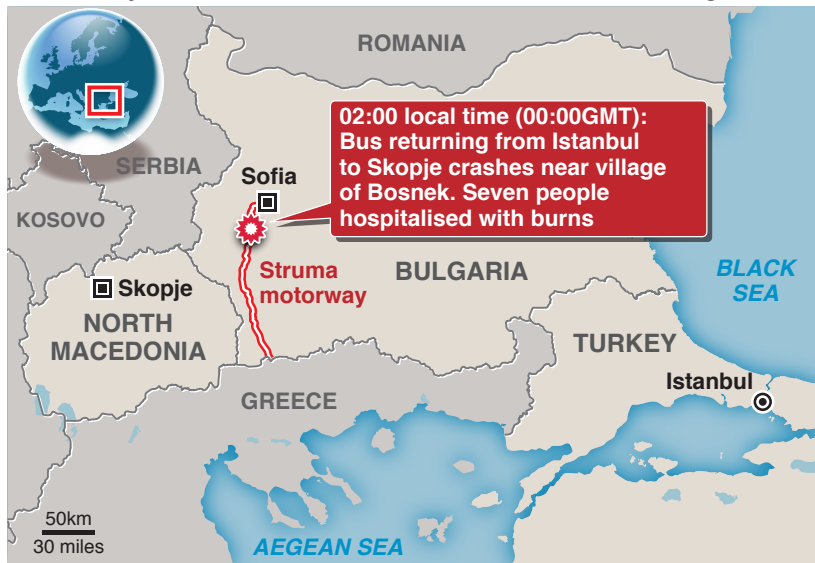 ROMANIA
02:00 local time (00:00GMT):
Bus returning from Istanbul
to Skopje crashes near village
of Bosnek. Seven people
hospitalised with burns
SERBIA
Sofia
KOSOVO
Struma
motorway
BULGARIA
BLACK
SEA
Skopje
NORTH
MACEDONIA
TURKEY
Istanbul
GREECE
50km
30 miles
AEGEAN SEA